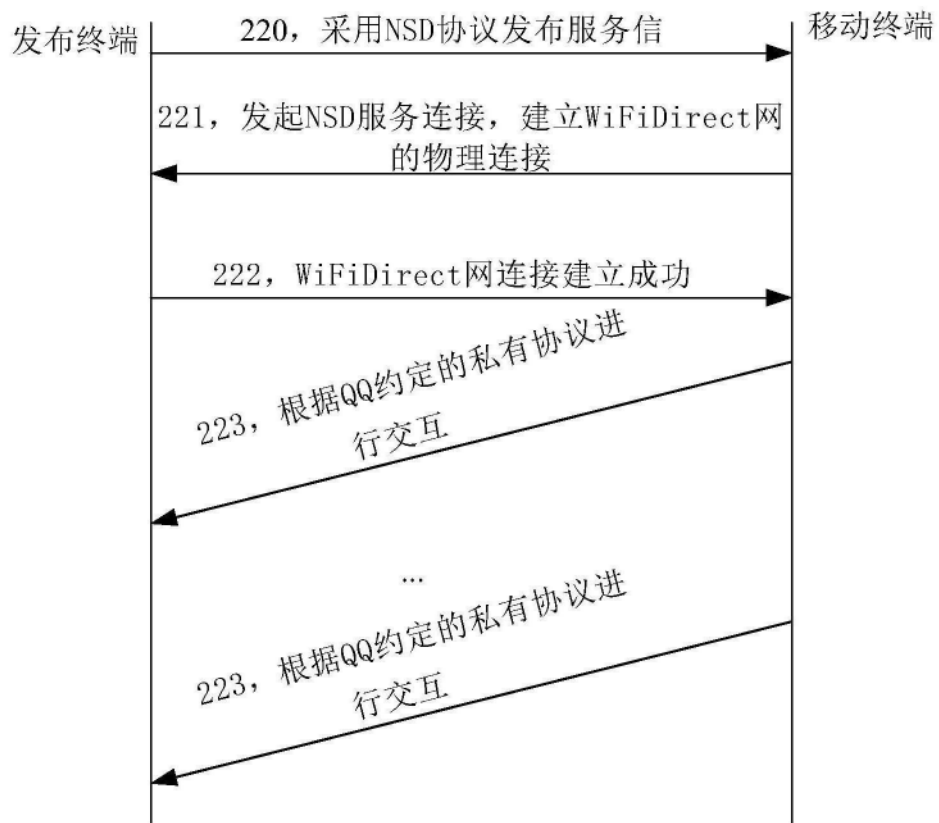 发布终端
220，采用NSD协议发布服务信
移动终端
221，发起NSD服务连接，建立WiFiDirect网
的物理连接
222，WiFiDirect网连接建立成功
223，根据QQ约定的私有协议进
行交互
...
223，根据QQ约定的私有协议进
行交互